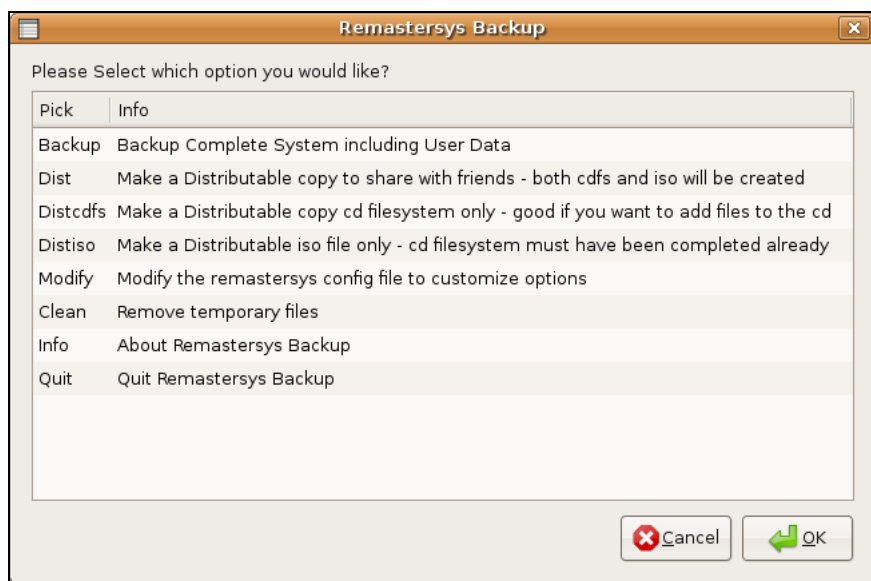 Remastersys Backup
Please Select which option you would like?
Pick Info
Backup Backup Complete System including User Data
Dist Make a Distributable copy to share with friends - both cdfs and iso will be created
Distcdfs Make a Distributable copy cd filesystem only - good if you want to add files to the cd
Distiso Make a Distributable iso file only - cd filesystem must have been completed already
Modify Modify the remastersys config file to customize options
Clean Remove temporary files
Info About Remastersys Backup
Quit Quit Remastersys Backup
Cancel OK